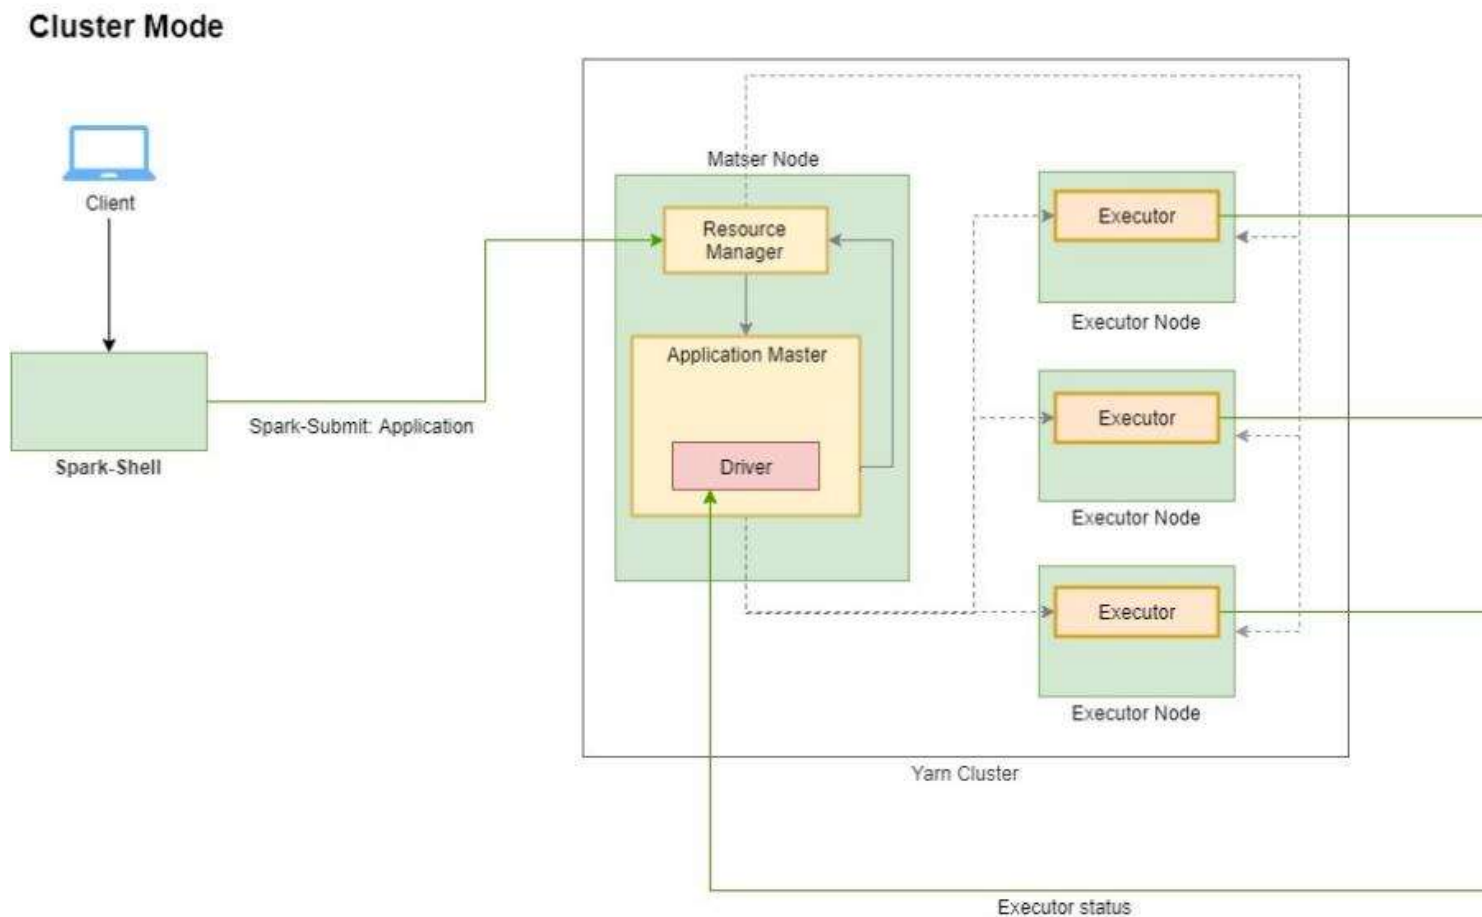 Cluster Mode
Client
Spark-Shell
Spark-Submit: Application
Matser Node
Resource
Manager
Application Master
Driver
Executor
Executor Node
Executor
Executor Node
Executor
Executor Node
Yarn Cluster
Executor status